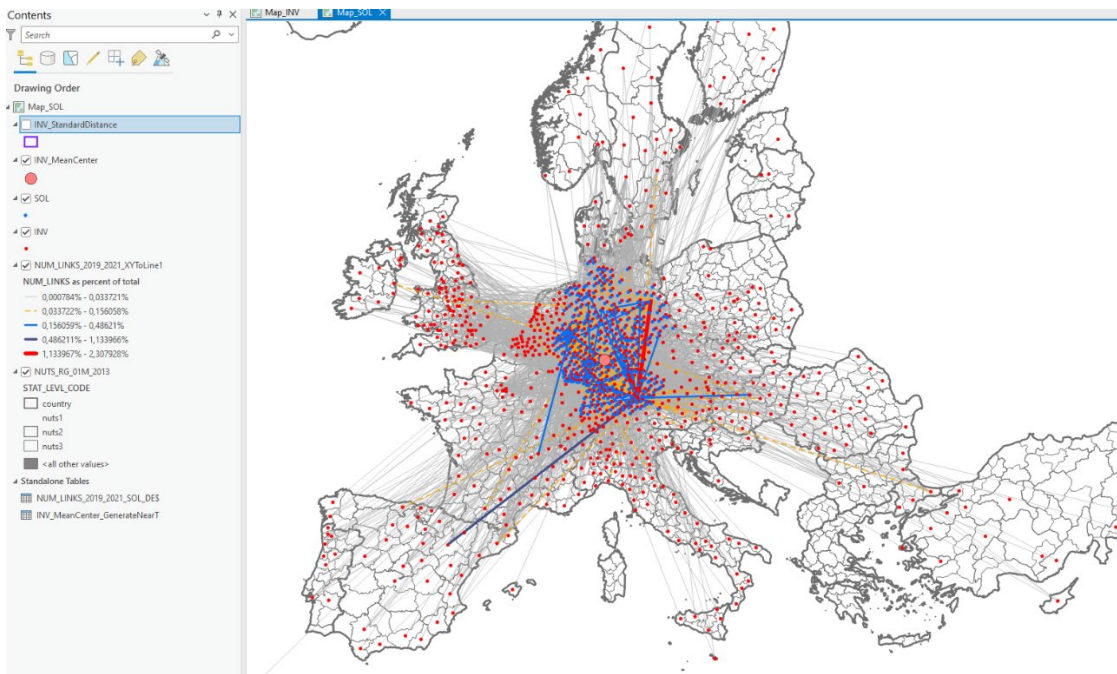 Contents
Search
Drawing Order
Map_SOL
INV_StandardDistance
INV_MeanCenter
SOL
INV
NUM_LINKS_2019_2021_XYToLine1
NUM_LINKS as percent of total
0,000784% - 0,033721%
0,033722% - 0,156058%
0,156059% - 0,48621%
0,486211% - 1,133966%
1,133967% - 2,307928%
NUTS_RG_01M_2013
STAT_LEVL_CODE
country
nuts1
nuts2
nuts3
<all other values>
Standalone Tables
NUM_LINKS_2019_2021_SOL_DE$
INV_MeanCenter_GenerateNearT
Map_INV
Map_SOL